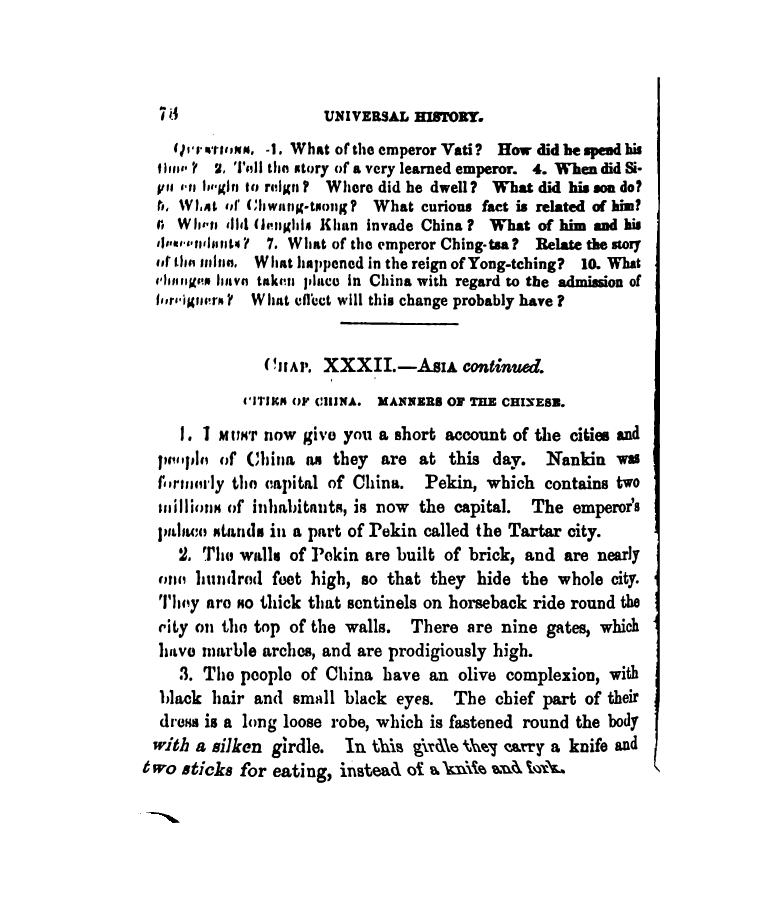 78 UNIVERSAL HISTORY.
QUESTIONS. -1. What of the emperor Vati? How did he spend his
time? 2. Tell the story of a very learned emperor. 4. When did Si-
gu en begin to reign? Where did he dwell? What did his son do?
5. What of Chwang-tsong? What curious fact is related of him?
6 When did Genghis Khan invade China? What of him and his
descendants? 7. What of the emperor Ching-tsa? Relate the story
of the mine. What happened in the reign of Yong-tching? 10. What
changes have taken place in China with regard to the admission of
foreigners? What effect will this change probably have?
CHAP. XXXII.—ASIA continued.
CITIES OF CHINA. MANNERS OF THE CHINESE.
1. I MUST now give you a short account of the cities and
people of China as they are at this day. Nankin was
formerly the capital of China. Pekin, which contains two
millions of inhabitants, is now the capital. The emperor's
palace stands in a part of Pekin called the Tartar city.
2. The walls of Pekin are built of brick, and are nearly
one hundred feet high, so that they hide the whole city.
They are so thick that sentinels on horseback ride round the
city on the top of the walls. There are nine gates, which
have marble arches, and are prodigiously high.
3. The people of China have an olive complexion, with
black hair and small black eyes. The chief part of their
dress is a long loose robe, which is fastened round the body
with a silken girdle. In this girdle they carry a knife and
two sticks for eating, instead of a knife and fork.